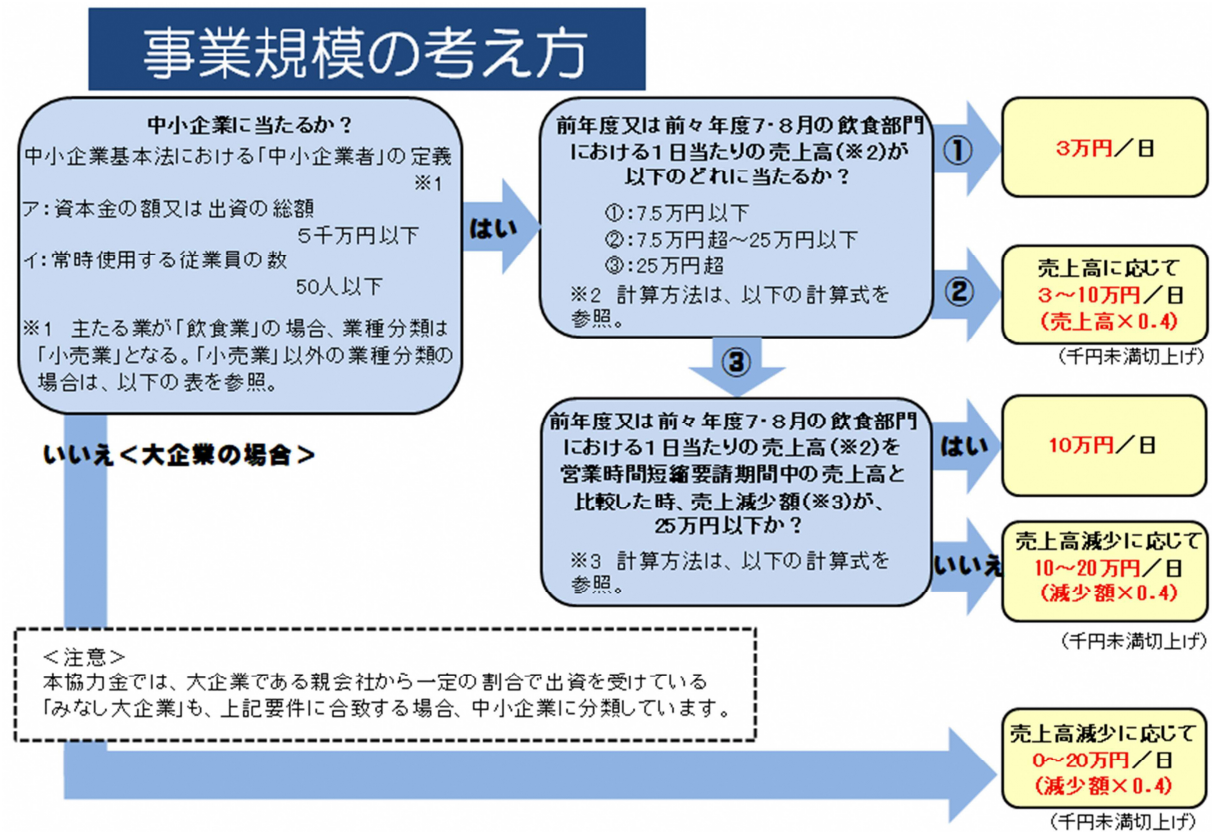 事業規模の考え方
中小企業に当たるか？
中小企業基本法における「中小企業者」の定義
※1
ア：資本金の額又は出資の総額
5千万円以下
イ：常時使用する従業員の数
50人以下
※1　主たる業が「飲食業」の場合、業種分類は
「小売業」となる。「小売業」以外の業種分類の
場合は、以下の表を参照。
はい
前年度又は前々年度7・8月の飲食部門
における1日当たりの売上高(※2)が
以下のどれに当たるか？
①：7.5万円以下
②：7.5万円超～25万円以下
③：25万円超
※2　計算方法は、以下の計算式を
参照。
①
3万円／日
②
売上高に応じて
3～10万円／日
(売上高×0.4)
(千円未満切上げ)
③
前年度又は前々年度7・8月の飲食部門
における1日当たりの売上高(※2)を
営業時間短縮要請期間中の売上高と
比較した時、売上減少額(※3)が、
25万円以下か？
※3　計算方法は、以下の計算式を
参照。
はい
10万円／日
いいえ
売上高減少に応じて
10～20万円／日
(減少額×0.4)
(千円未満切上げ)
いいえ＜大企業の場合＞
＜注意＞
本協力金では、大企業である親会社から一定の割合で出資を受けている
「みなし大企業」も、上記要件に合致する場合、中小企業に分類しています。
売上高減少に応じて
0～20万円／日
(減少額×0.4)
(千円未満切上げ)